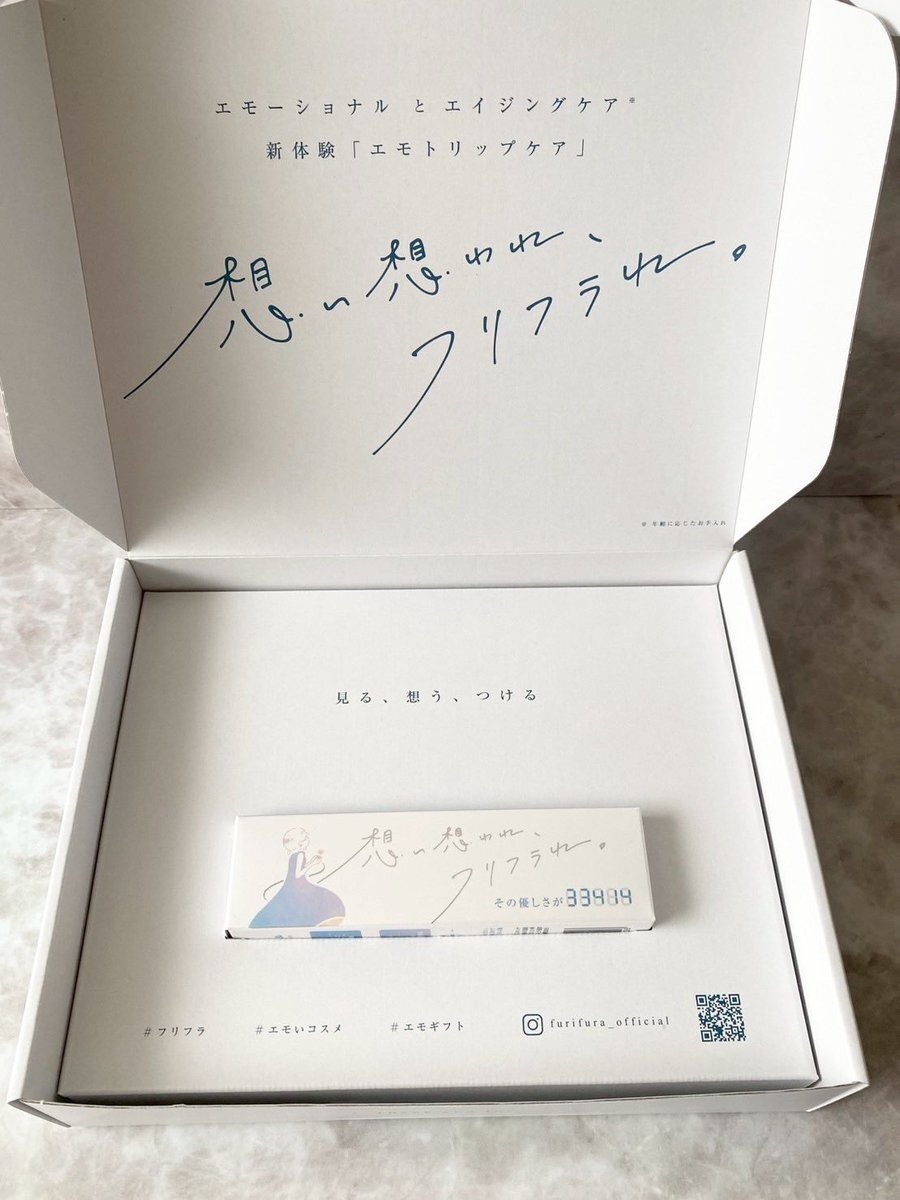 エモーショナル と エイジングケア※
新体験「エモトリップケア」
想い想われ、
フリフラれ。
※ 年齢に応じたお手入れ
見る、想う、つける
想い想われ、
フリフラれ。
その優しさが 33414
#フリフラ #エモいコスメ #エモギフト furifura_official